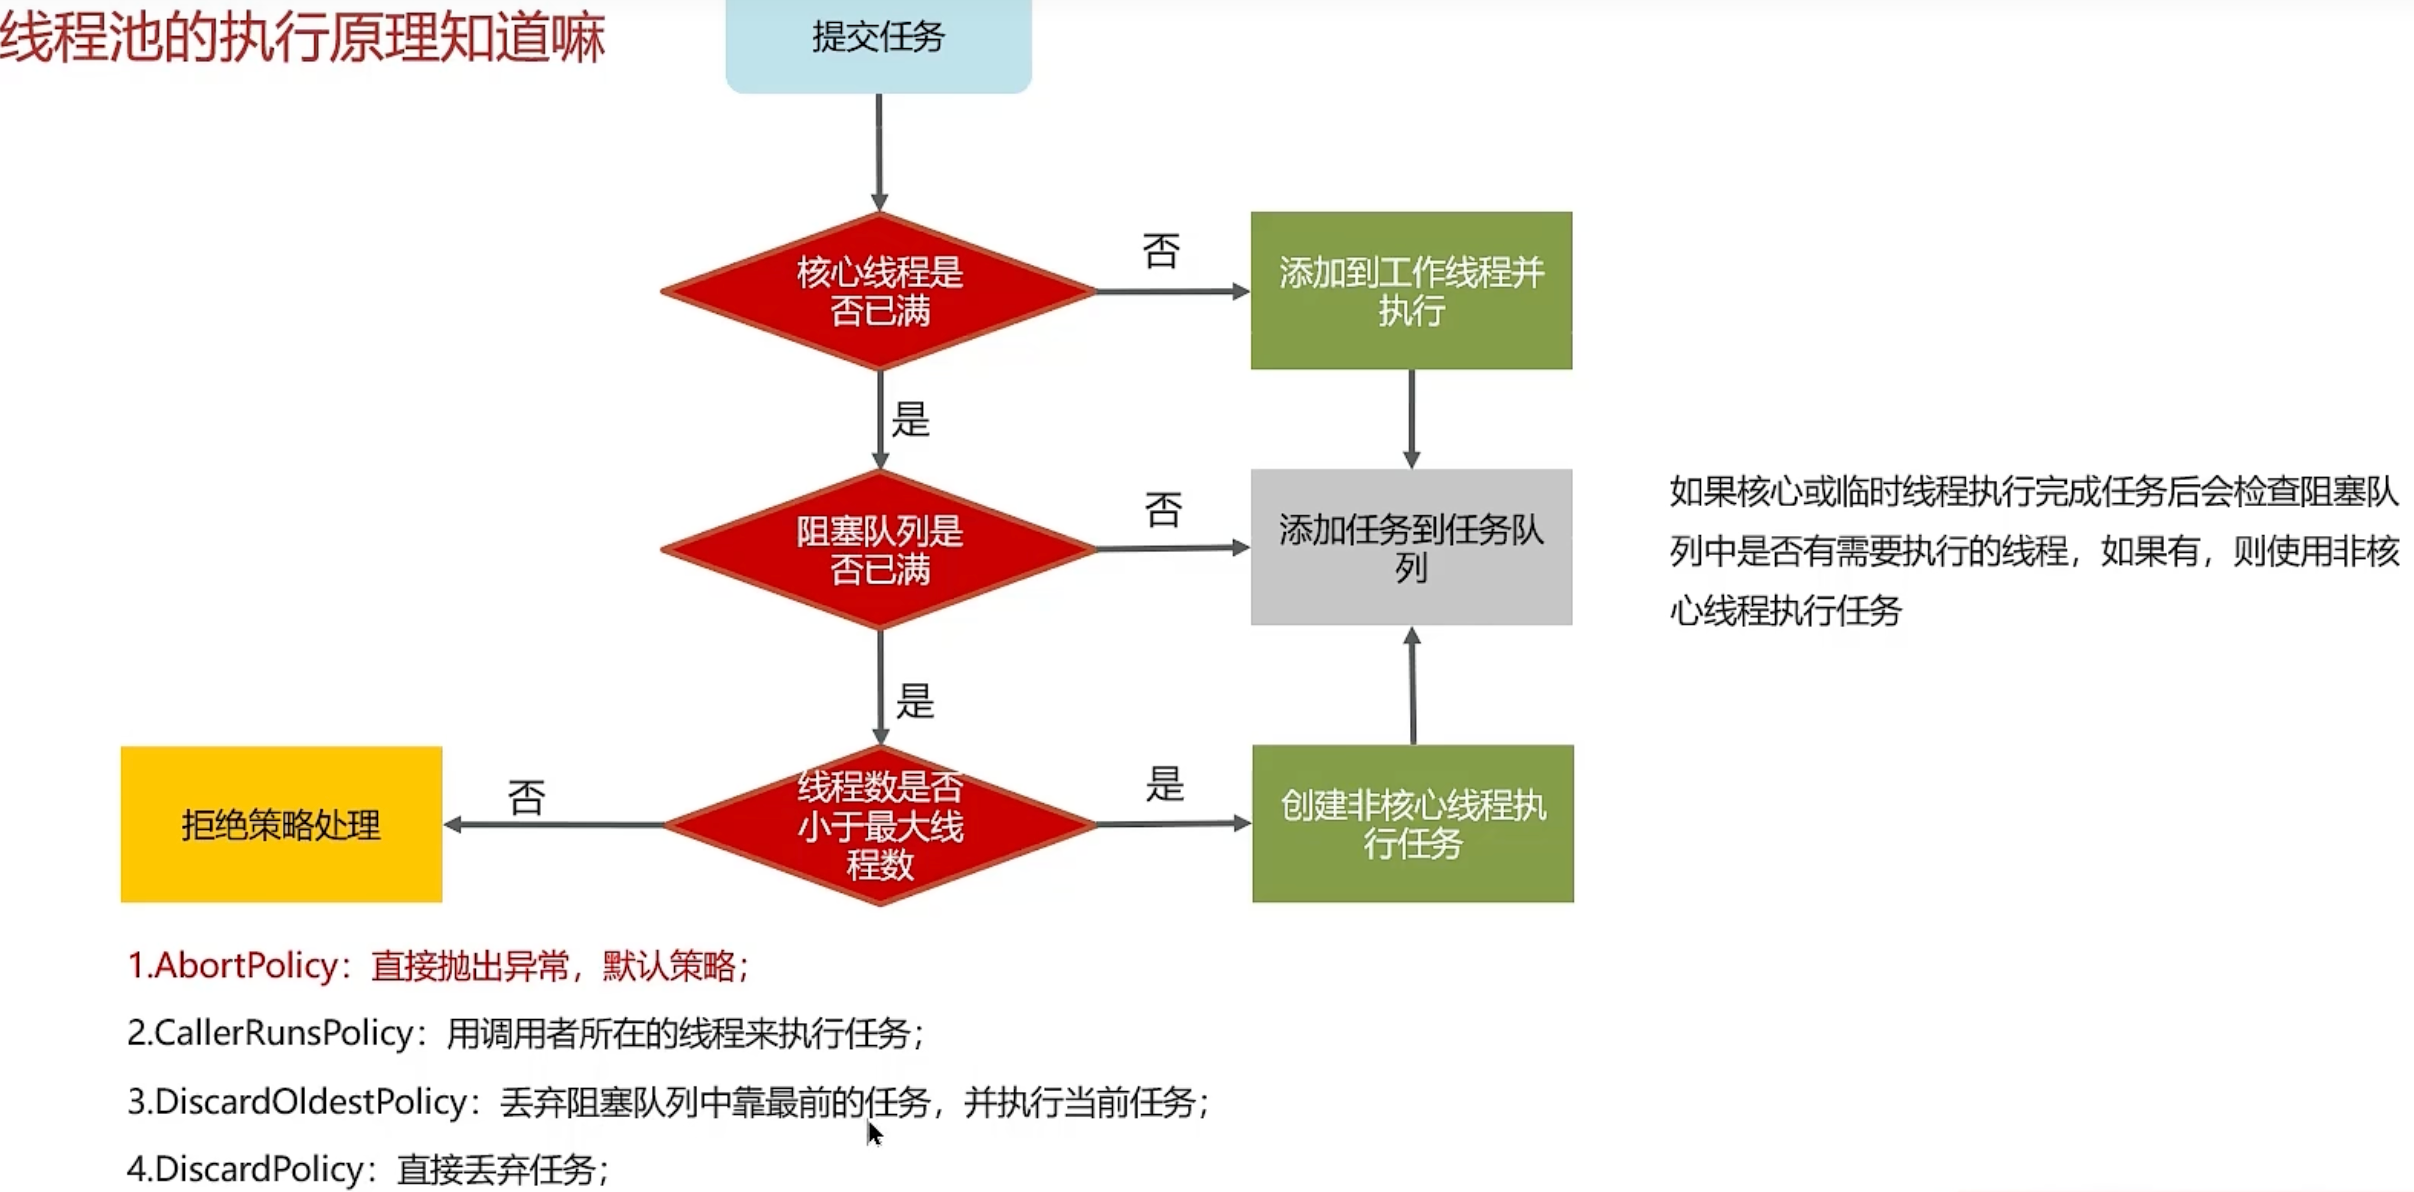 线程池的执行原理知道嘛
提交任务
核心线程是
否已满
否
添加到工作线程并
执行
是
阻塞队列是
否已满
否
添加任务到任务队
列
如果核心或临时线程执行完成任务后会检查阻塞队
列中是否有需要执行的线程，如果有，则使用非核
心线程执行任务
是
线程数是否
小于最大线
程数
否
拒绝策略处理
是
创建非核心线程执
行任务
1.AbortPolicy：直接抛出异常，默认策略；
2.CallerRunsPolicy：用调用者所在的线程来执行任务；
3.DiscardOldestPolicy：丢弃阻塞队列中靠最前的任务，并执行当前任务；
4.DiscardPolicy：直接丢弃任务；